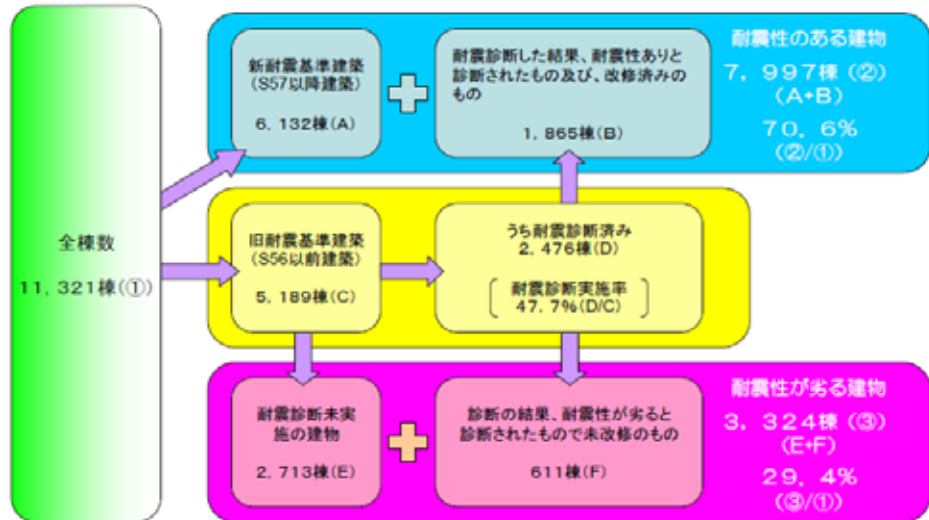 全棟数
11,321棟(①)
新耐震基準建築
(S57以降建築)
6,132棟(A)
耐震診断した結果、耐震性ありと
診断されたもの及び、改修済みの
もの
1,865棟(B)
耐震性のある建物
7,997棟(②)
(A+B)
70.6%
(②/①)
旧耐震基準建築
(S56以前建築)
5,189棟(C)
うち耐震診断済み
2,476棟(D)
耐震診断実施率
47.7%(D/C)
耐震診断未実
施の建物
2,713棟(E)
診断の結果、耐震性が劣ると
診断されたもので未改修のもの
611棟(F)
耐震性が劣る建物
3,324棟(③)
(E+F)
29.4%
(③/①)